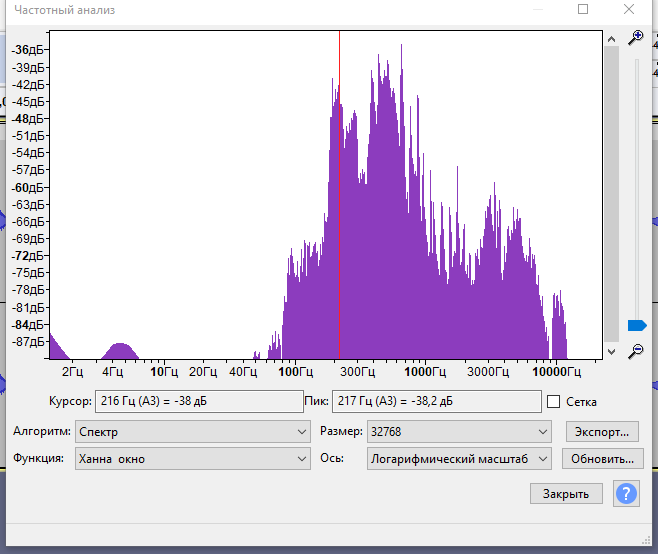 Частотный анализ
-36дБ
-39дБ
-42дБ
-45дБ
-48дБ
-51дБ
-54дБ
-57дБ
-60дБ
-63дБ
-66дБ
-69дБ
-72дБ
-75дБ
-78дБ
-81дБ
-84дБ
-87дБ
2Гц 4Гц 10Гц 20Гц 40Гц 100Гц 400Гц 1000Гц 3000Гц 10000Гц
Курсор: 216 Гц (A3) = -38 дБ Пик: 217 Гц (A3) = -38,2 дБ Сетка
Алгоритм: Спектр Размер: 32768 Экспорт...
Функция: Ханна окно Ось: Логарифмический масштаб Обновить...
Закрыть ?